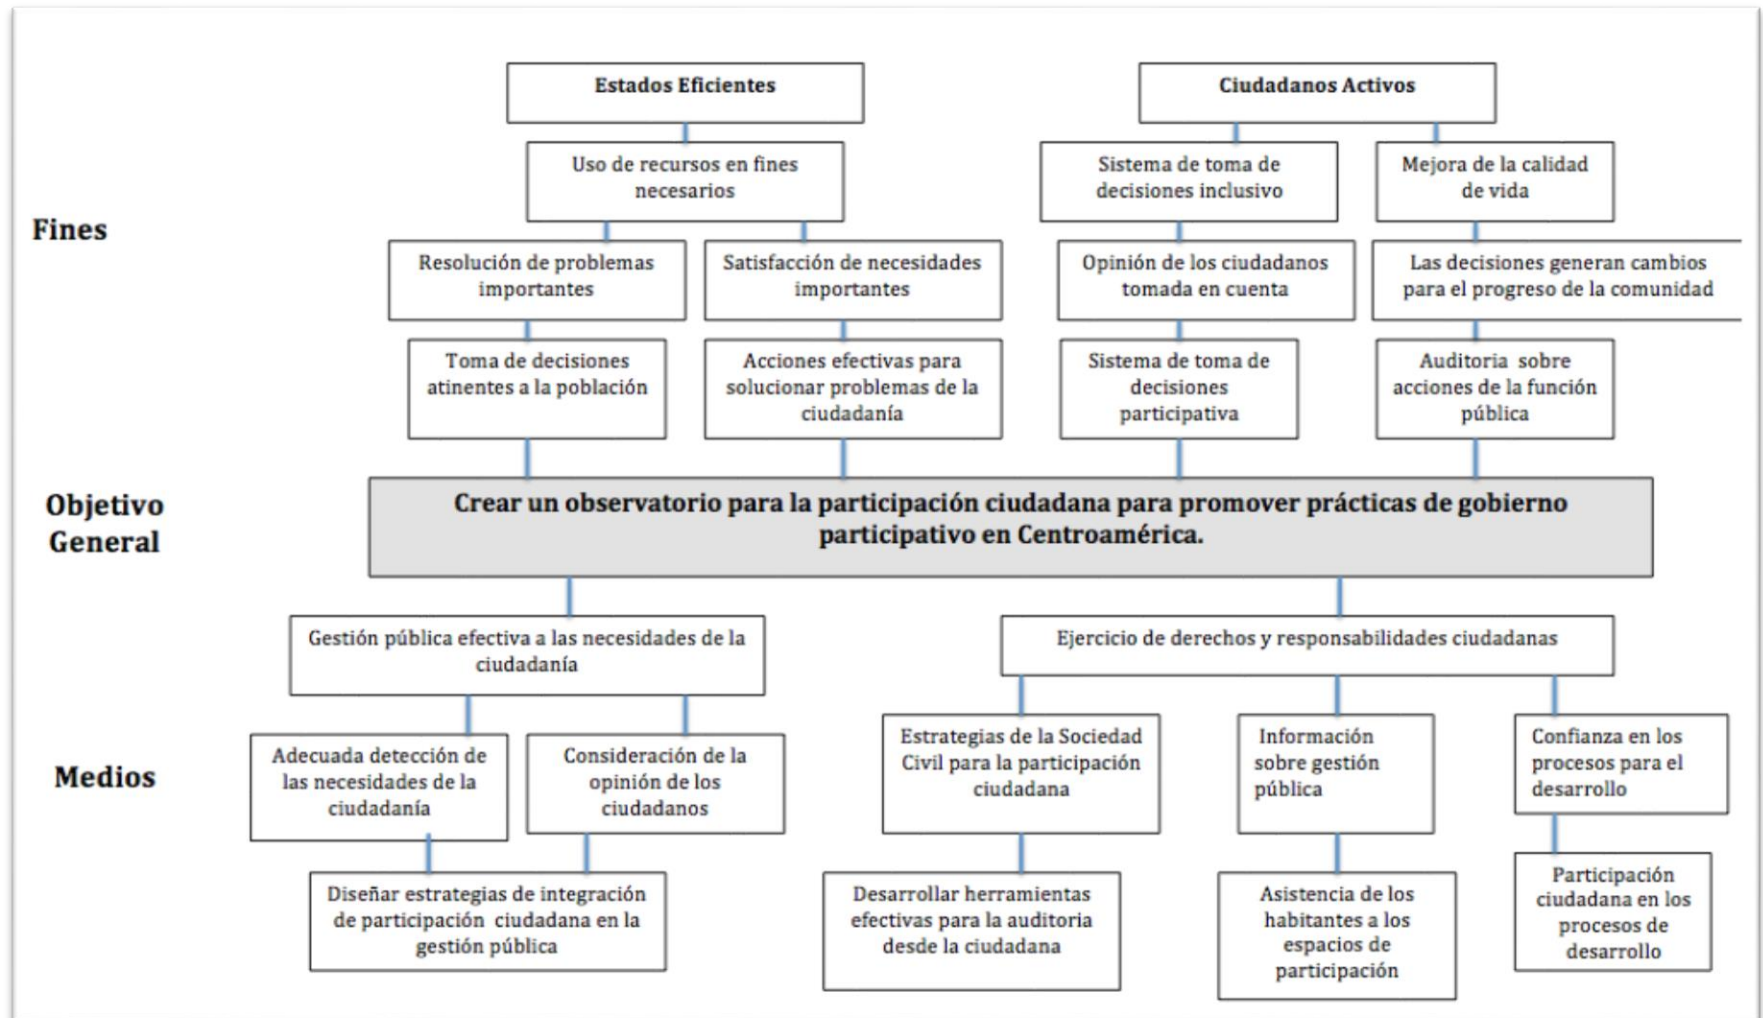 Estados Eficientes
Ciudadanos Activos
Uso de recursos en fines
necesarios
Sistema de toma de
decisiones inclusivo
Mejora de la calidad
de vida
Fines
Resolución de problemas
importantes
Satisfacción de necesidades
importantes
Opinión de los ciudadanos
tomada en cuenta
Las decisiones generan cambios
para el progreso de la comunidad
Toma de decisiones
atinentes a la población
Acciones efectivas para
solucionar problemas de la
ciudadanía
Sistema de toma de
decisiones
participativa
Auditoria sobre
acciones de la función
pública
Objetivo
General
Crear un observatorio para la participación ciudadana para promover prácticas de gobierno
participativo en Centroamérica.
Gestión pública efectiva a las necesidades de la
ciudadanía
Ejercicio de derechos y responsabilidades ciudadanas
Medios
Adecuada detección de
las necesidades de la
ciudadanía
Consideración de la
opinión de los
ciudadanos
Estrategias de la Sociedad
Civil para la participación
ciudadana
Información
sobre gestión
pública
Confianza en los
procesos para el
desarrollo
Diseñar estrategias de integración
de participación ciudadana en la
gestión pública
Desarrollar herramientas
efectivas para la auditoria
desde la ciudadana
Asistencia de los
habitantes a los
espacios de
participación
Participación
ciudadana en los
procesos de
desarrollo